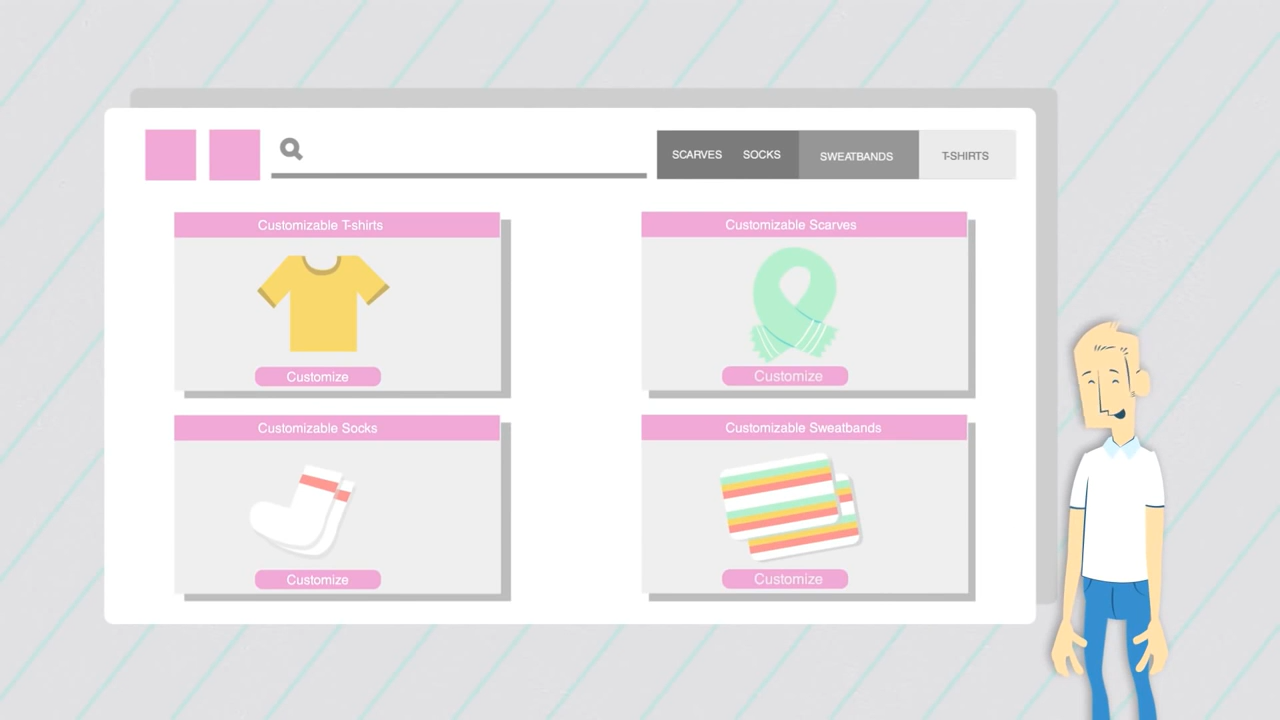 SCARVES SOCKS SWEATBANDS T-SHIRTS
Customizable T-shirts
Customize
Customizable Scarves
Customize
Customizable Socks
Customize
Customizable Sweatbands
Customize